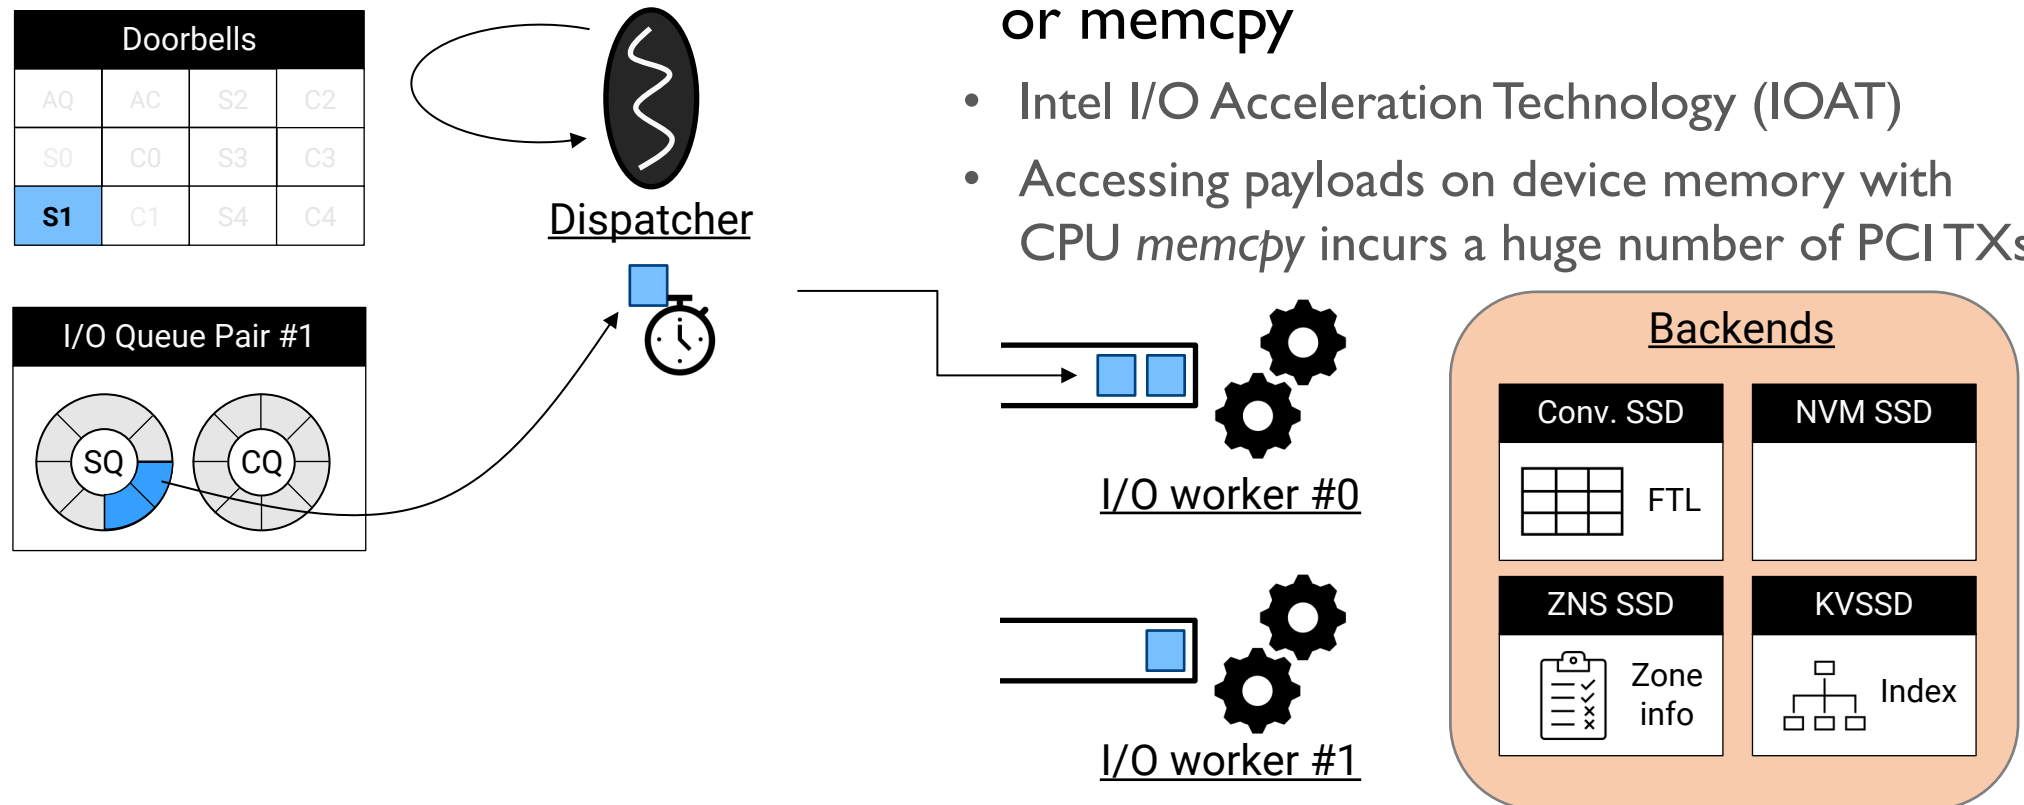 or memcpy
• Intel I/O Acceleration Technology (IOAT)
• Accessing payloads on device memory with
CPU memcpy incurs a huge number of PCI TXs
Doorbells
AQ AC S2 C2
S0 C0 S3 C3
S1 C1 S4 C4
Dispatcher
I/O Queue Pair #1
SQ CQ
I/O worker #0
I/O worker #1
Backends
Conv. SSD
FTL
NVM SSD
ZNS SSD
Zone
info
KVSSD
Index